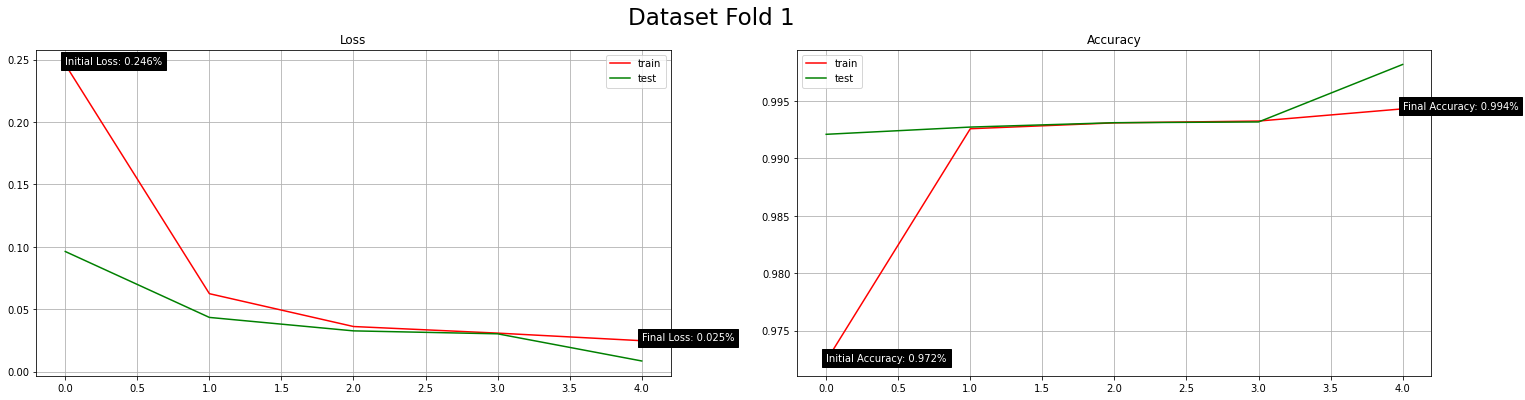 Dataset Fold 1
Loss
Initial Loss: 0.246%
train
test
Final Loss: 0.025%
0.25
0.20
0.15
0.10
0.05
0.00
0.0 0.5 1.0 1.5 2.0 2.5 3.0 3.5 4.0
Accuracy
train
test
Final Accuracy: 0.994%
Initial Accuracy: 0.972%
0.995
0.990
0.985
0.980
0.975
0.0 0.5 1.0 1.5 2.0 2.5 3.0 3.5 4.0